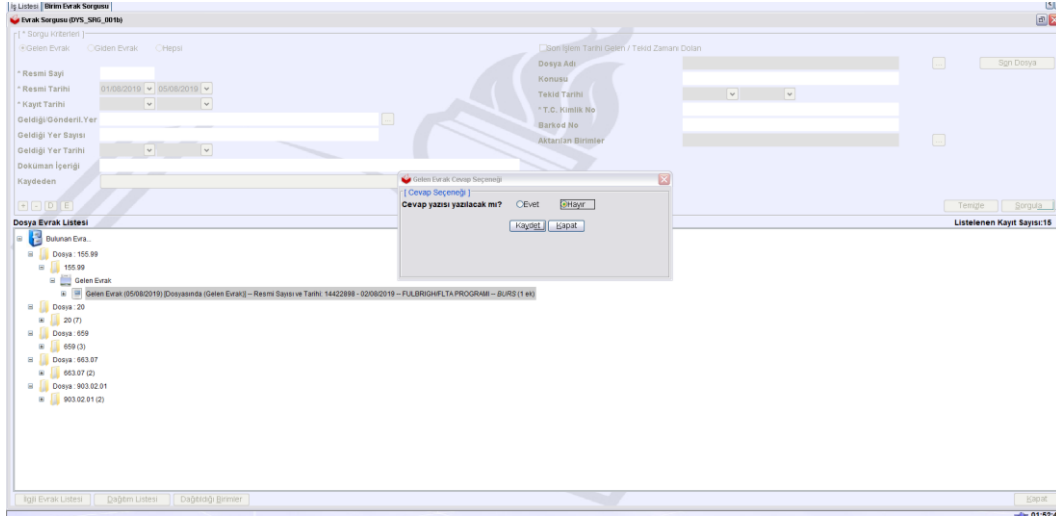 İş Listesi Birim Evrak Sorgusu
Evrak Sorgusu (DYS_SRG_001b)
[ * Sorgu Kriterleri ]
Gelen Evrak Giden Evrak Hepsi
Son İşlem Tarihi Gelen / Tekid Zamanı Dolan
Dosya Adı ... Sgn Dosya
* Resmi Sayi
Konusu
* Resmi Tarihi 01/08/2019 05/08/2019
Tekid Tarihi
* Kayıt Tarihi
* T.C. Kimlik No
Geldiği/Gönderil.Yer ...
Barkod No
Geldiği Yer Sayısı
Aktarılan Birimler ...
Geldiği Yer Tarihi
Doküman İçeriği
Kaydeden
Gelen Evrak Cevap Seçeneği
[ Cevap Seçeneği ]
Cevap yazısı yazılacak mı? Evet Hayır
Kaydet Kapat
+ - D E
Temizle Sorgula
Dosya Evrak Listesi Listelenen Kayıt Sayısı:15
Bulunan Evra...
Dosya : 155.99
155.99
Gelen Evrak
Gelen Evrak (05/08/2019) [Dosyasında (Gelen Evrak)] -- Resmi Sayısı ve Tarihi: 14422898 - 02/08/2019 -- FULBRIGH/FLTA PROGRAMI -- BURS (1 ek)
Dosya : 20
20 (7)
Dosya : 659
659 (3)
Dosya : 663.07
663.07 (2)
Dosya : 903.02.01
903.02.01 (2)
İlgili Evrak Listesi Dağıtım Listesi Dağıtıldığı Birimler Kapat